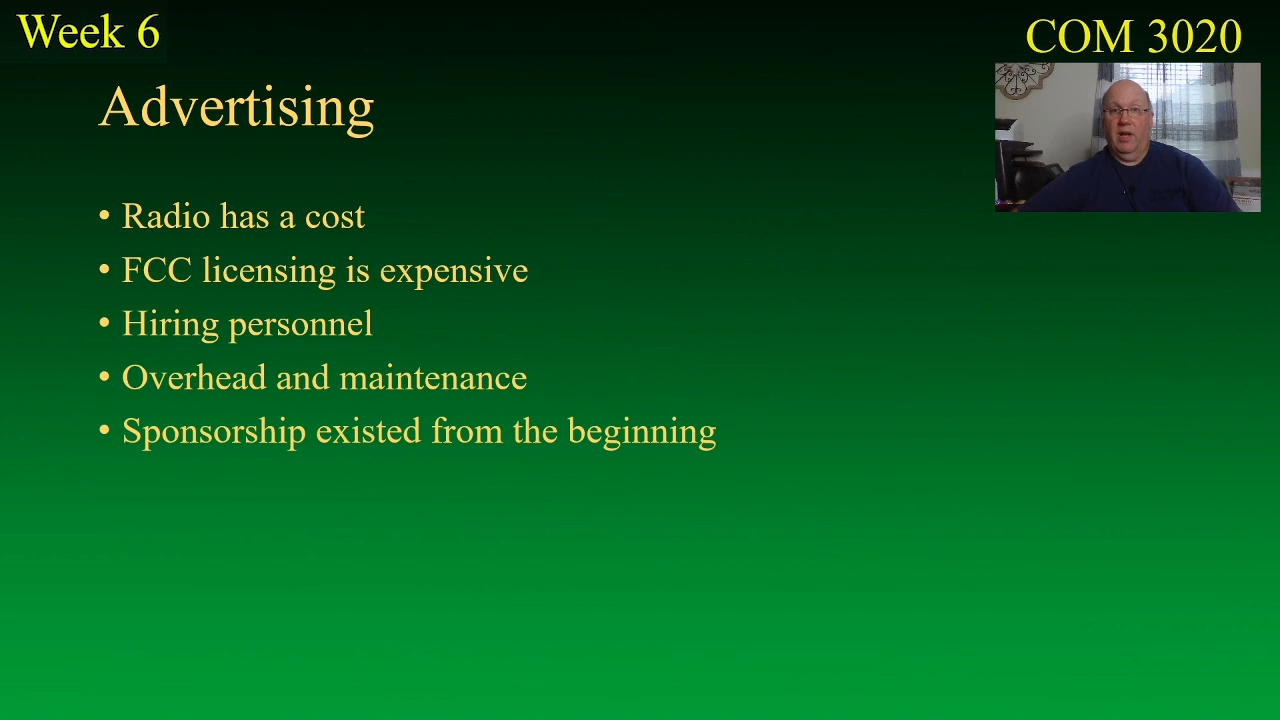 Week 6
COM 3020
Advertising
• Radio has a cost
• FCC licensing is expensive
• Hiring personnel
• Overhead and maintenance
• Sponsorship existed from the beginning